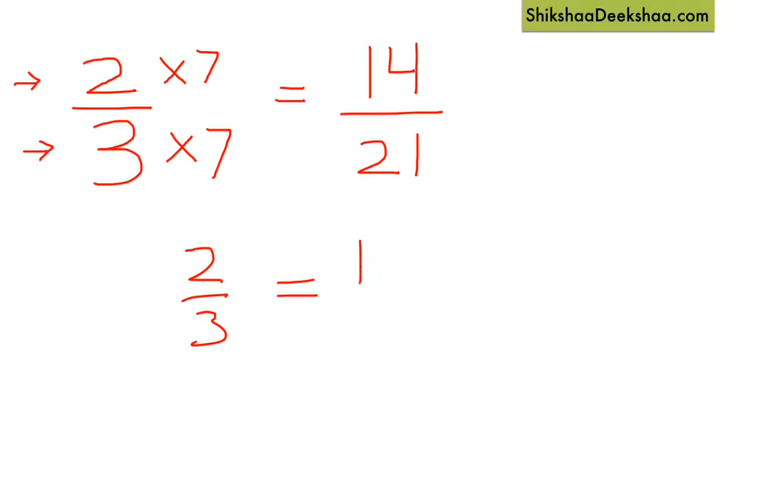 ShikshaaDeekshaa.com
→ 2 × 7 = 14
→ 3 × 7 21
2 = 1
3